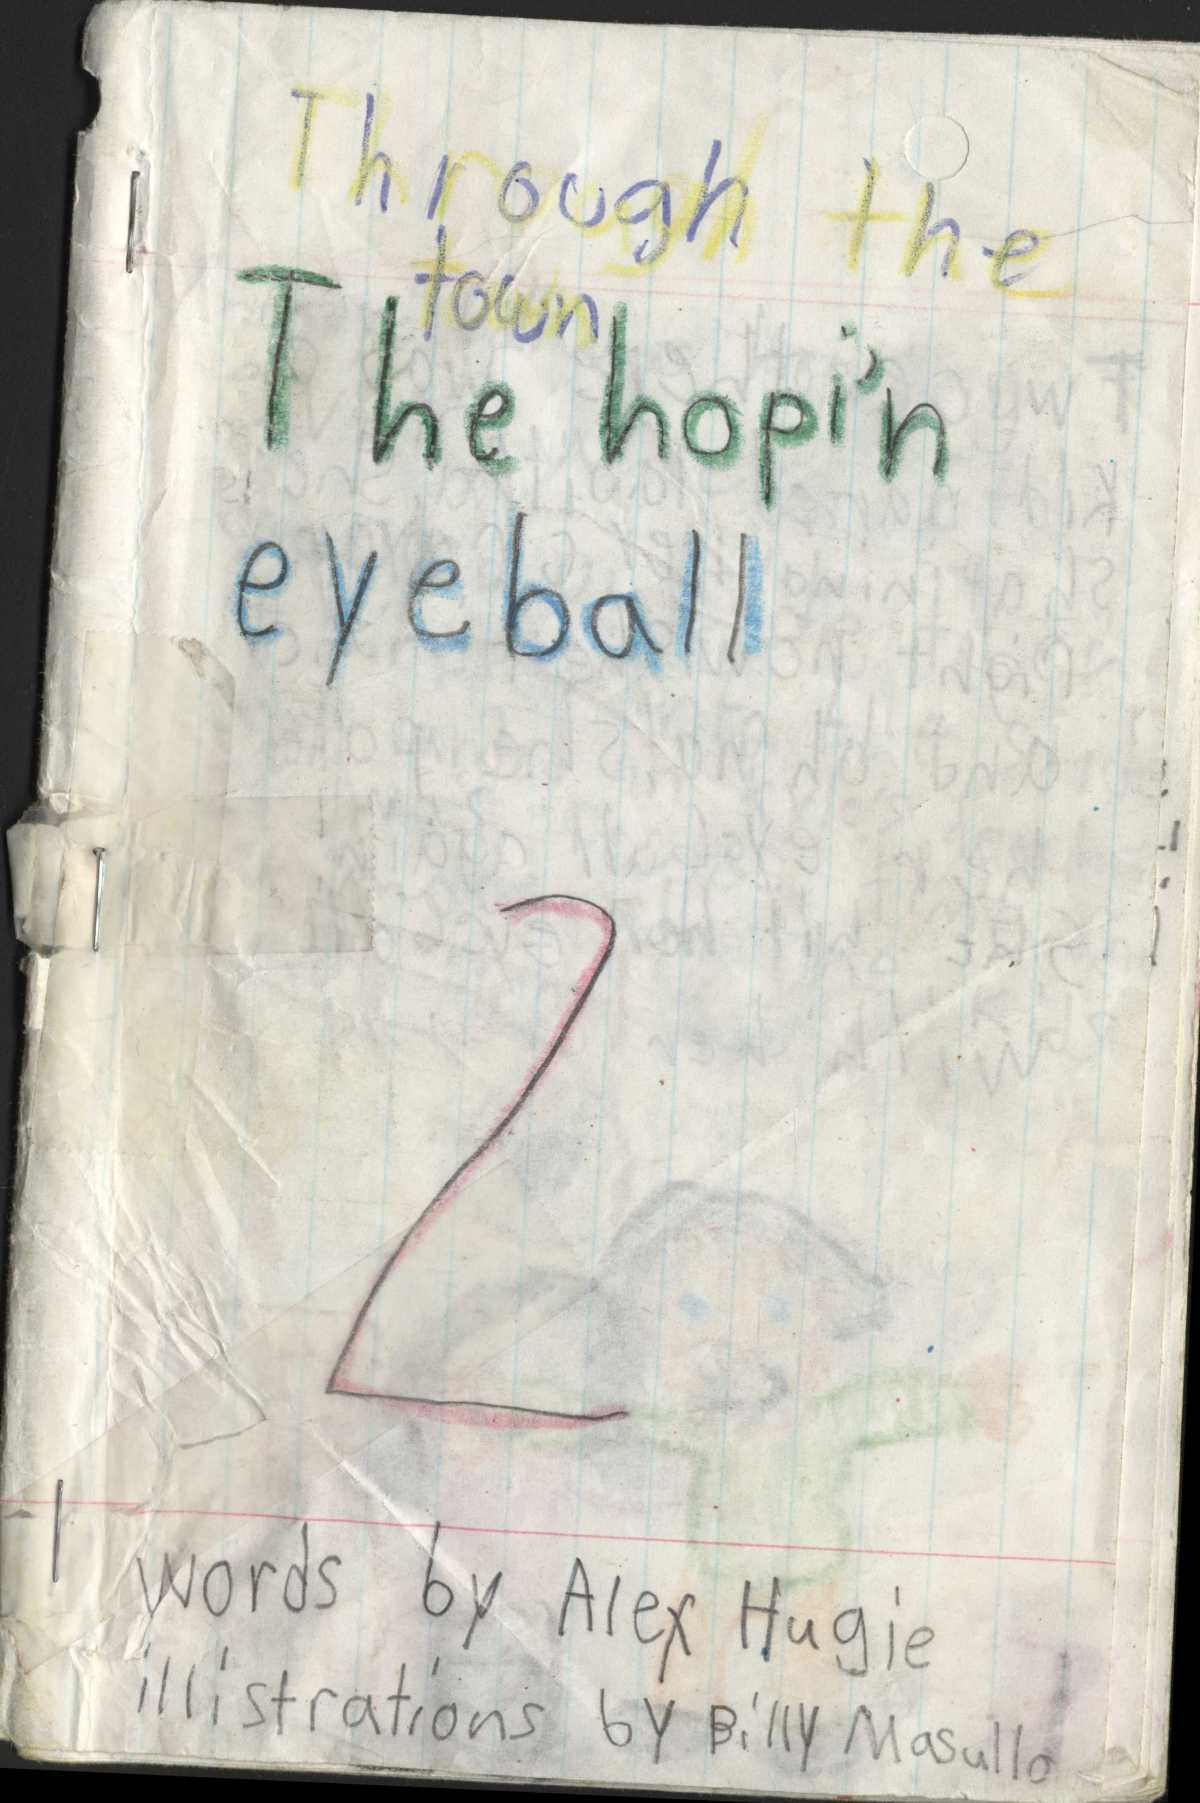 Through the
town
The hopi'n
eyeball
2
words by Alex Hugie
illistrations by Billy Masullo